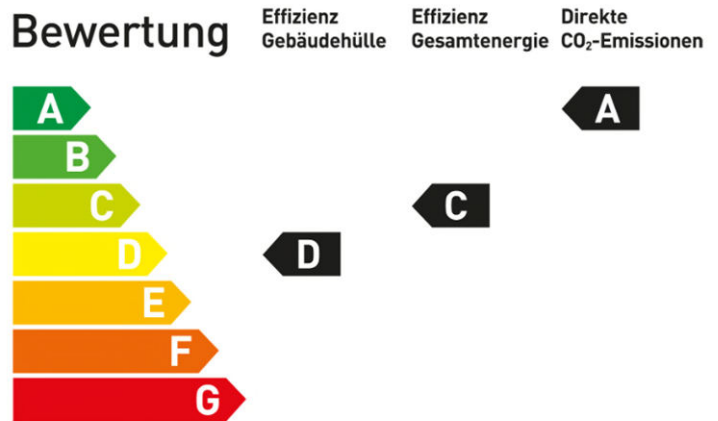 Bewertung
Effizienz
Gebäudehülle
Effizienz
Gesamtenergie
Direkte
CO₂-Emissionen
A
A
B
C
C
D
D
E
F
G